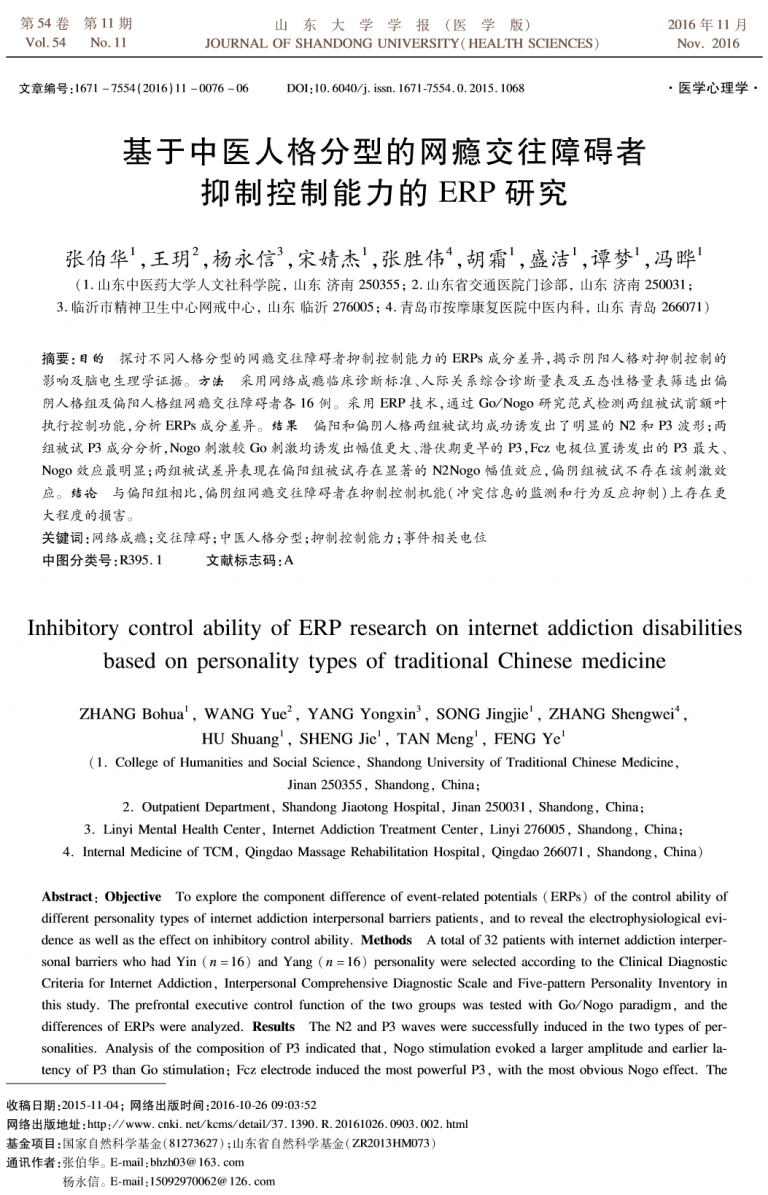 第 54 卷 第 11 期 山 东 大 学 学 报 (医 学 版) 2016 年 11 月
Vol. 54 No. 11 JOURNAL OF SHANDONG UNIVERSITY(HEALTH SCIENCES) Nov. 2016
文章编号:1671 - 7554(2016)11 - 0076 - 06 DOI:10. 6040/j. issn. 1671-7554. 0. 2015. 1068 ·医学心理学·
基于中医人格分型的网瘾交往障碍者
抑制控制能力的 ERP 研究
张伯华1,王玥2,杨永信3,宋婧杰1,张胜伟4,胡霜1,盛洁1,谭梦1,冯晔1
(1. 山东中医药大学人文社科学院, 山东 济南 250355; 2. 山东省交通医院门诊部, 山东 济南 250031;
3. 临沂市精神卫生中心网戒中心, 山东 临沂 276005; 4. 青岛市按摩康复医院中医内科, 山东 青岛 266071)
摘要:目的 探讨不同人格分型的网瘾交往障碍者抑制控制能力的 ERPs 成分差异,揭示阴阳人格对抑制控制的
影响及脑电生理学证据。方法 采用网络成瘾临床诊断标准、人际关系综合诊断量表及五态性格量表筛选出偏
阴人格组及偏阳人格组网瘾交往障碍者各 16 例。采用 ERP 技术,通过 Go/Nogo 研究范式检测两组被试前额叶
执行控制功能,分析 ERPs 成分差异。结果 偏阳和偏阴人格两组被试均成功诱发出了明显的 N2 和 P3 波形;两
组被试 P3 成分分析,Nogo 刺激较 Go 刺激均诱发出幅值更大、潜伏期更早的 P3,Fcz 电极位置诱发出的 P3 最大、
Nogo 效应最明显;两组被试差异表现在偏阳组被试存在显著的 N2Nogo 幅值效应,偏阴组被试不存在该刺激效
应。结论 与偏阳组相比,偏阴组网瘾交往障碍者在抑制控制机能(冲突信息的监测和行为反应抑制)上存在更
大程度的损害。
关键词:网络成瘾;交往障碍;中医人格分型;抑制控制能力;事件相关电位
中图分类号:R395. 1 文献标志码:A
Inhibitory control ability of ERP research on internet addiction disabilities
based on personality types of traditional Chinese medicine
ZHANG Bohua1, WANG Yue2, YANG Yongxin3, SONG Jingjie1, ZHANG Shengwei4,
HU Shuang1, SHENG Jie1, TAN Meng1, FENG Ye1
(1. College of Humanities and Social Science, Shandong University of Traditional Chinese Medicine,
Jinan 250355, Shandong, China;
2. Outpatient Department, Shandong Jiaotong Hospital, Jinan 250031, Shandong, China;
3. Linyi Mental Health Center, Internet Addiction Treatment Center, Linyi 276005, Shandong, China;
4. Internal Medicine of TCM, Qingdao Massage Rehabilitation Hospital, Qingdao 266071, Shandong, China)
Abstract: Objective To explore the component difference of event-related potentials (ERPs) of the control ability of
different personality types of internet addiction interpersonal barriers patients, and to reveal the electrophysiological evi-
dence as well as the effect on inhibitory control ability. Methods A total of 32 patients with internet addiction interper-
sonal barriers who had Yin (n = 16) and Yang (n = 16) personality were selected according to the Clinical Diagnostic
Criteria for Internet Addiction, Interpersonal Comprehensive Diagnostic Scale and Five-pattern Personality Inventory in
this study. The prefrontal executive control function of the two groups was tested with Go/Nogo paradigm, and the
differences of ERPs were analyzed. Results The N2 and P3 waves were successfully induced in the two types of per-
sonalities. Analysis of the composition of P3 indicated that, Nogo stimulation evoked a larger amplitude and earlier la-
tency of P3 than Go stimulation; Fcz electrode induced the most powerful P3, with the most obvious Nogo effect. The
收稿日期:2015-11-04; 网络出版时间:2016-10-26 09:03:52
网络出版地址:http://www. cnki. net/kcms/detail/37. 1390. R. 20161026. 0903. 002. html
基金项目:国家自然科学基金(81273627);山东省自然科学基金(ZR2013HM073)
通讯作者:张伯华。E-mail:bhzh03@163. com
杨永信。E-mail:15092970062@126. com